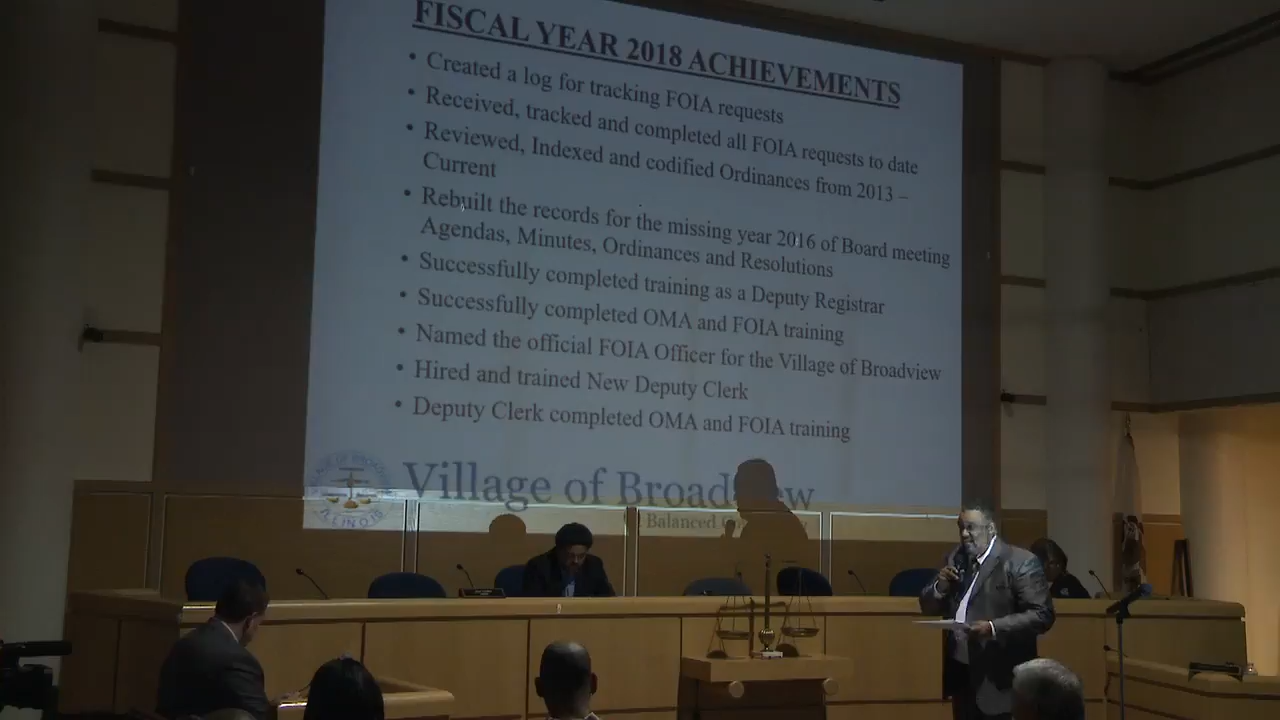 FISCAL YEAR 2018 ACHIEVEMENTS
• Created a log for tracking FOIA requests
• Received, tracked and completed all FOIA requests to date
• Reviewed, Indexed and codified Ordinances from 2013 –
Current
• Rebuilt the records for the missing year 2016 of Board meeting
Agendas, Minutes, Ordinances and Resolutions
• Successfully completed training as a Deputy Registrar
• Successfully completed OMA and FOIA training
• Named the official FOIA Officer for the Village of Broadview
• Hired and trained New Deputy Clerk
• Deputy Clerk completed OMA and FOIA training
Village of Broadview
Balanced
ILLINOIS